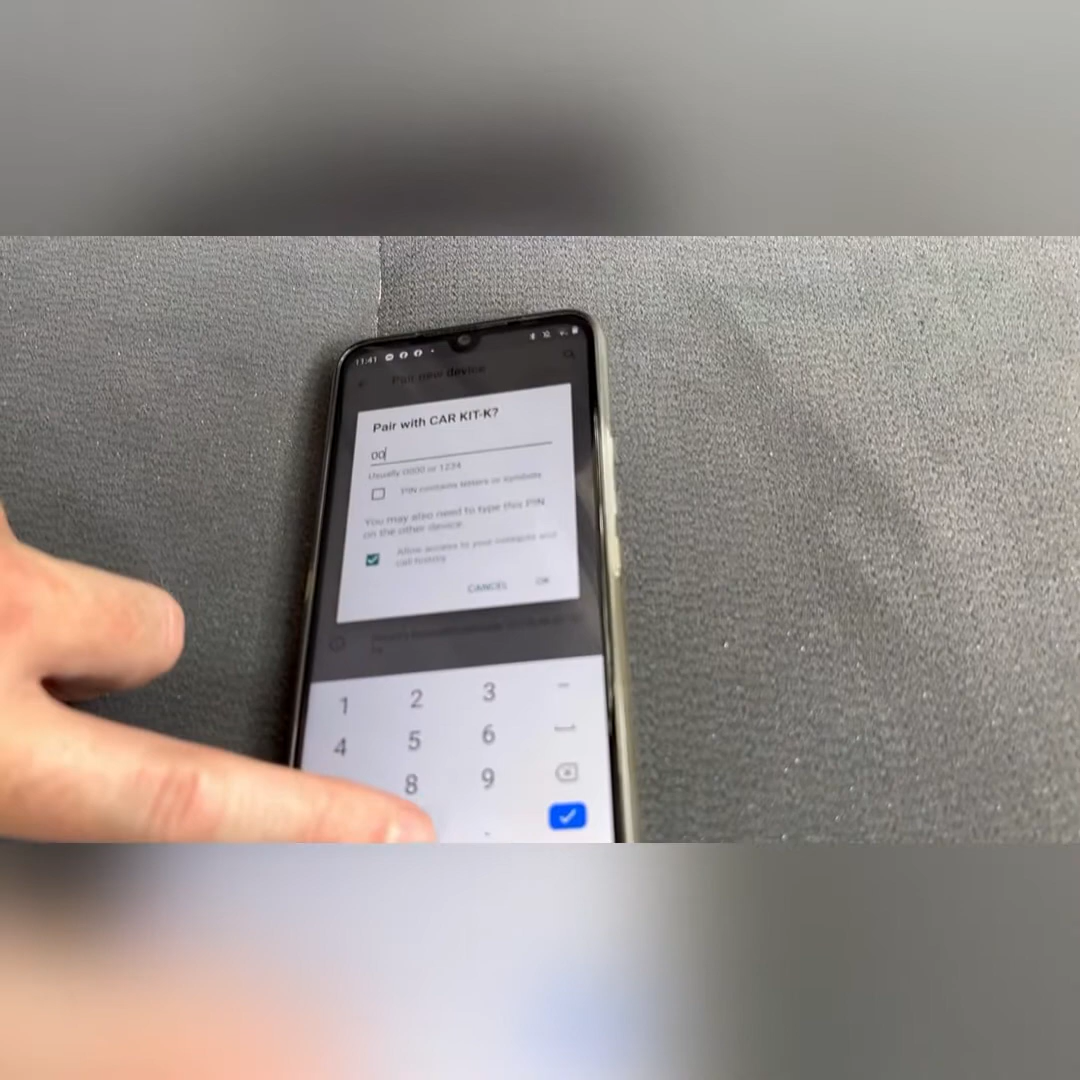 11:41
Pair new device
Pair with CAR KIT-K?
00
Usually 0000 or 1234
PIN contains letters or symbols
You may also need to type this PIN
on the other device.
Allow access to your contacts and
call history
CANCEL OK
1 2 3 -
4 5 6
8 9
.